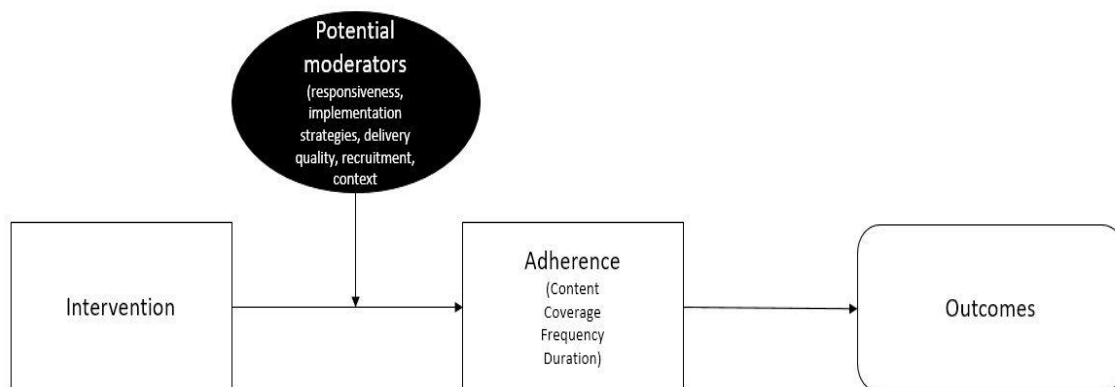 Potential
moderators
(responsiveness,
implementation
strategies, delivery
quality, recruitment,
context
Intervention
Adherence
(Content
Coverage
Frequency
Duration)
Outcomes